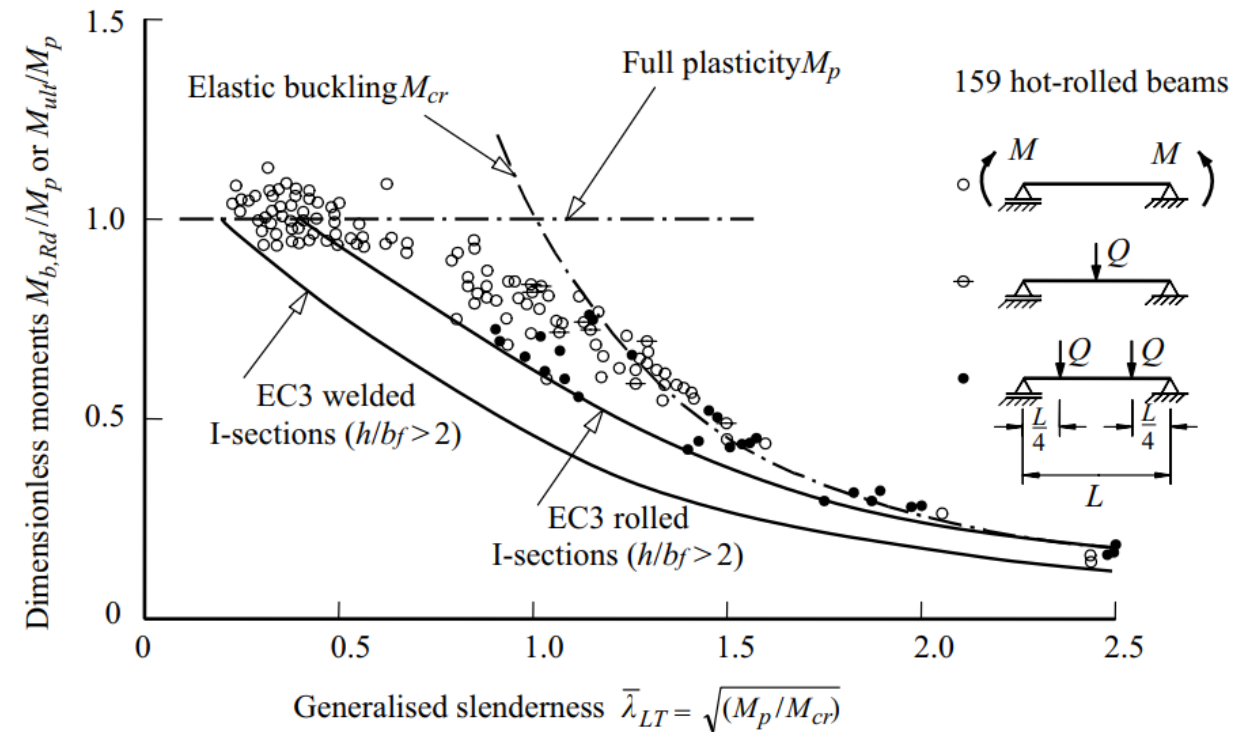 Dimensionless moments M_{b,Rd}/M_p or M_{ult}/M_p
1.5
1.0
0.5
0
Elastic buckling M_{cr}
Full plasticity M_p
159 hot-rolled beams
M M
Q
Q Q
L/4 L/4
L
EC3 welded
I-sections (h/b_f > 2)
EC3 rolled
I-sections (h/b_f > 2)
0 0.5 1.0 1.5 2.0 2.5
Generalised slenderness \overline{λ}_{LT} = √(M_p/M_{cr})